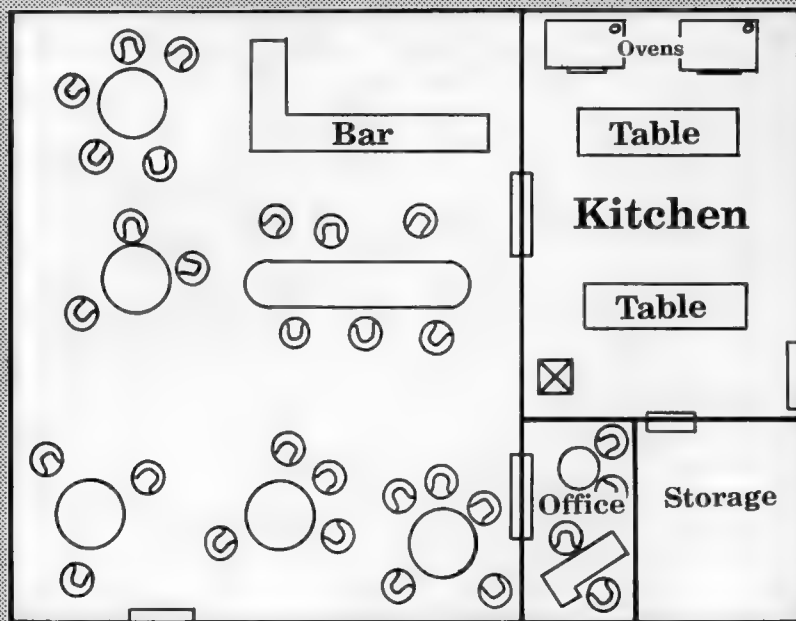 Ovens
Bar
Table
Kitchen
Table
Office
Storage